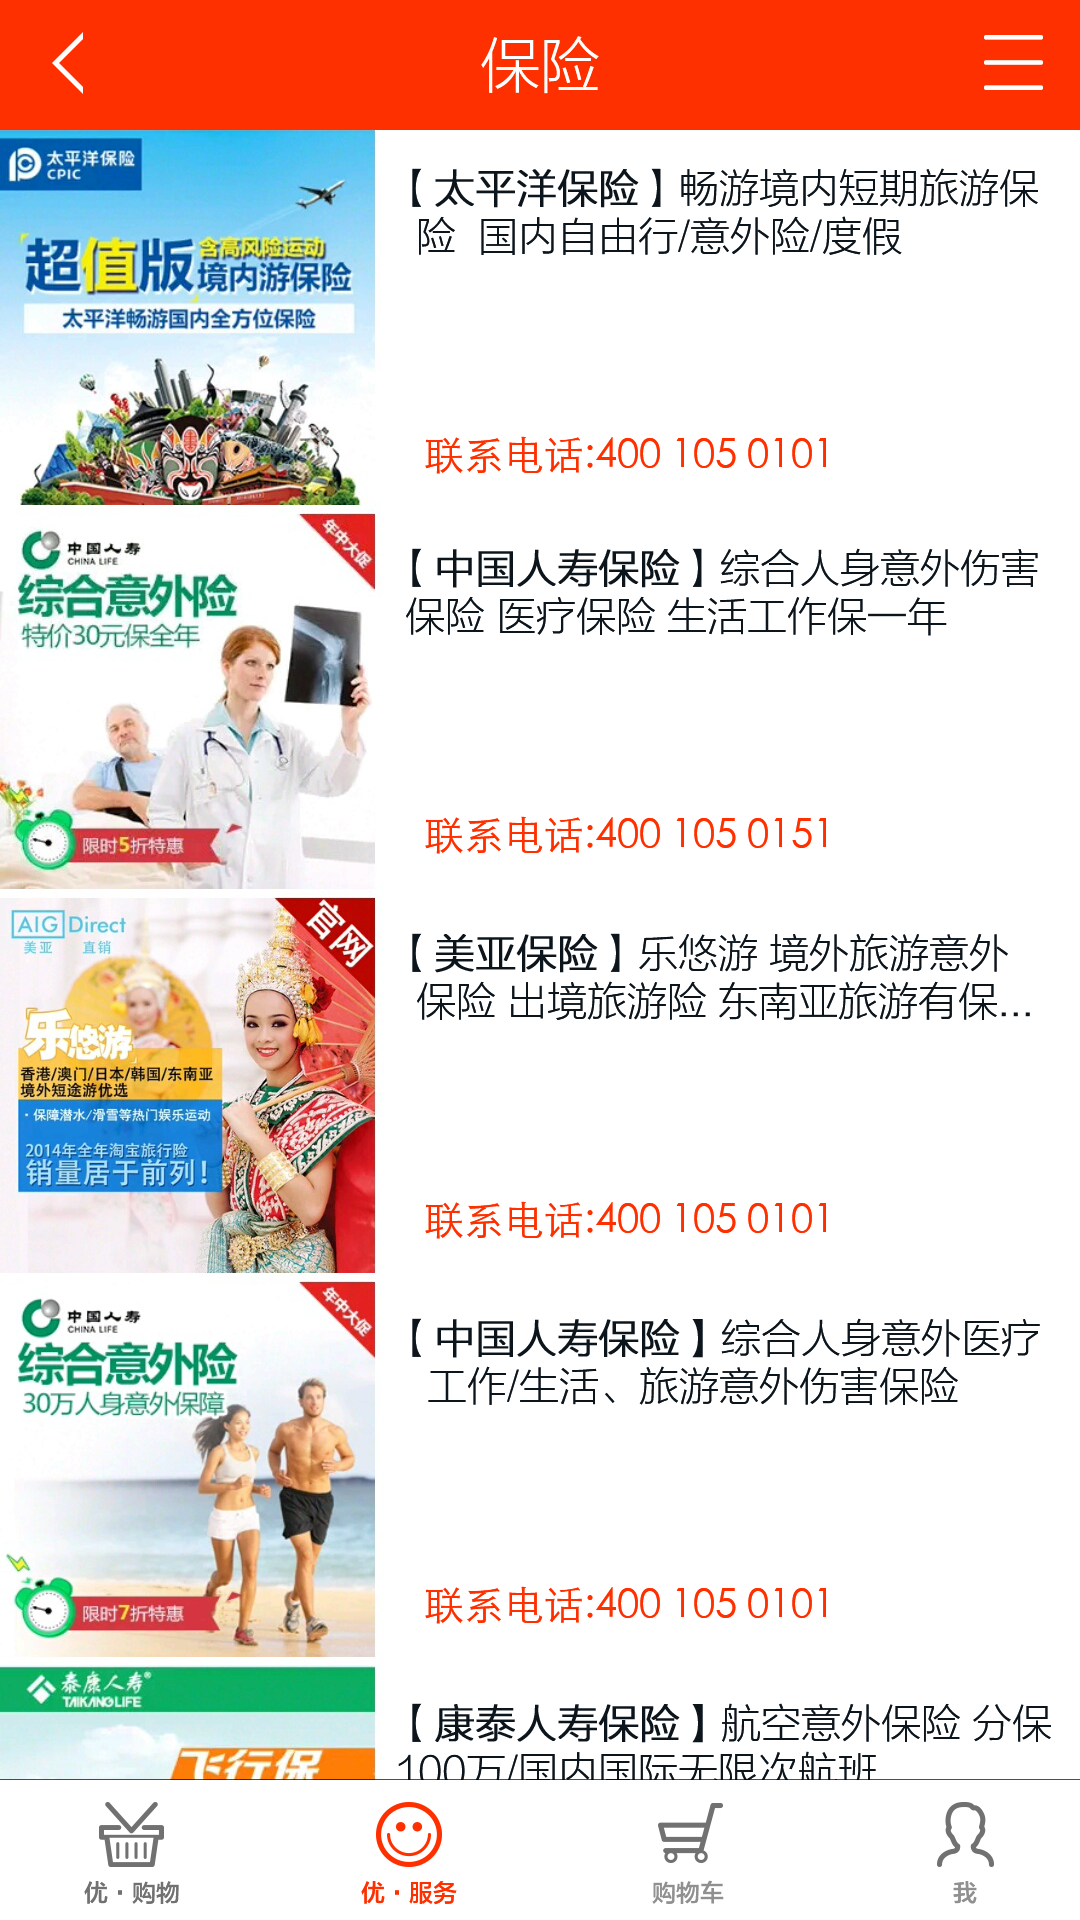 保险
太平洋保险
CPIC
超值版
含高风险运动
境内游保险
太平洋畅游国内全方位保险
【太平洋保险】畅游境内短期旅游保
险 国内自由行/意外险/度假
联系电话:400 105 0101
中国人寿
CHINA LIFE
年中大促
综合意外险
特价30元保全年
限时5折特惠
【中国人寿保险】综合人身意外伤害
保险 医疗保险 生活工作保一年
联系电话:400 105 0151
AIG Direct
美亚 直销
官网
乐悠游
香港/澳门/日本/韩国/东南亚
境外短途游优选
·保障潜水/滑雪等热门娱乐运动
2014年全年淘宝旅行险
销量居于前列!
【美亚保险】乐悠游 境外旅游意外
保险 出境旅游险 东南亚旅游有保...
联系电话:400 105 0101
中国人寿
CHINA LIFE
年中大促
综合意外险
30万人身意外保障
限时7折特惠
【中国人寿保险】综合人身意外医疗
工作/生活、旅游意外伤害保险
联系电话:400 105 0101
泰康人寿®
TAIKANG LIFE
飞行保
【康泰人寿保险】航空意外保险 分保
100万/国内国际无限次航班
优·购物
优·服务
购物车
我